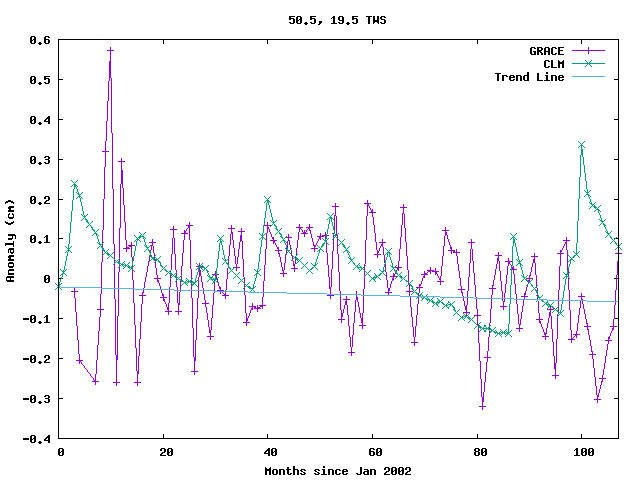 50.5, 19.5 TWS
GRACE
CLM
Trend Line
0.6
0.5
0.4
0.3
0.2
0.1
0
-0.1
-0.2
-0.3
-0.4
Anomaly (cm)
0 20 40 60 80 100
Months since Jan 2002